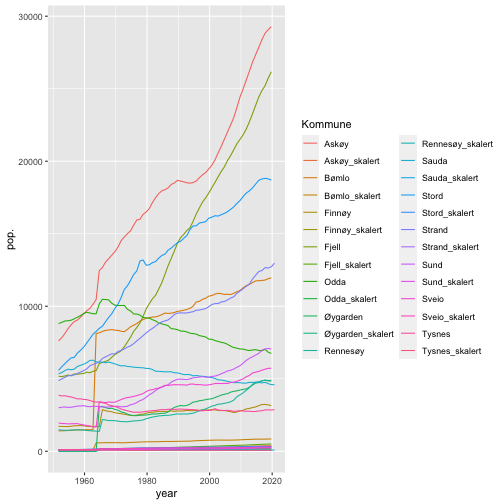 30000
20000
10000
0
pop.
1960
1980
2000
2020
year
Kommune
Askøy
Askøy_skalert
Bømlo
Bømlo_skalert
Finnøy
Finnøy_skalert
Fjell
Fjell_skalert
Odda
Odda_skalert
Øygarden
Øygarden_skalert
Rennesøy
Rennesøy_skalert
Sauda
Sauda_skalert
Stord
Stord_skalert
Strand
Strand_skalert
Sund
Sund_skalert
Sveio
Sveio_skalert
Tysnes
Tysnes_skalert